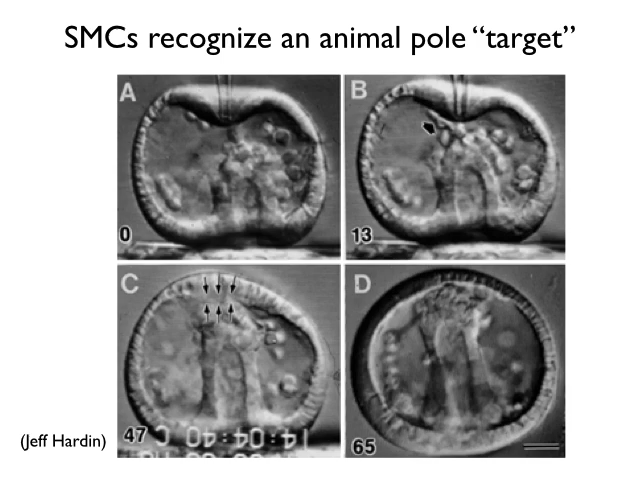 SMCs recognize an animal pole “target”
A
B
0
13
C
D
47
65
(Jeff Hardin)